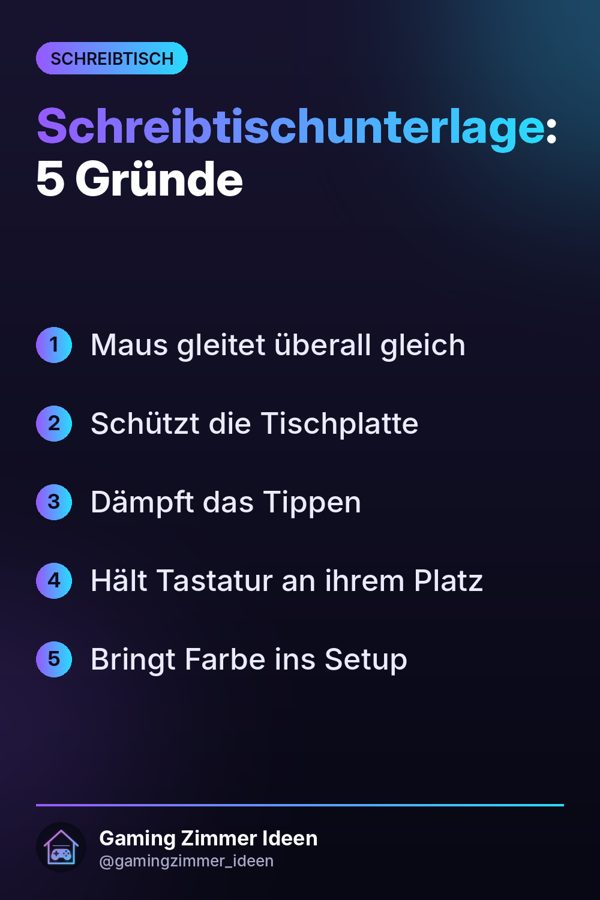 SCHREIBTISCH
Schreibtischunterlage:
5 Gründe
1 Maus gleitet überall gleich
2 Schützt die Tischplatte
3 Dämpft das Tippen
4 Hält Tastatur an ihrem Platz
5 Bringt Farbe ins Setup
Gaming Zimmer Ideen
@gamingzimmer_ideen